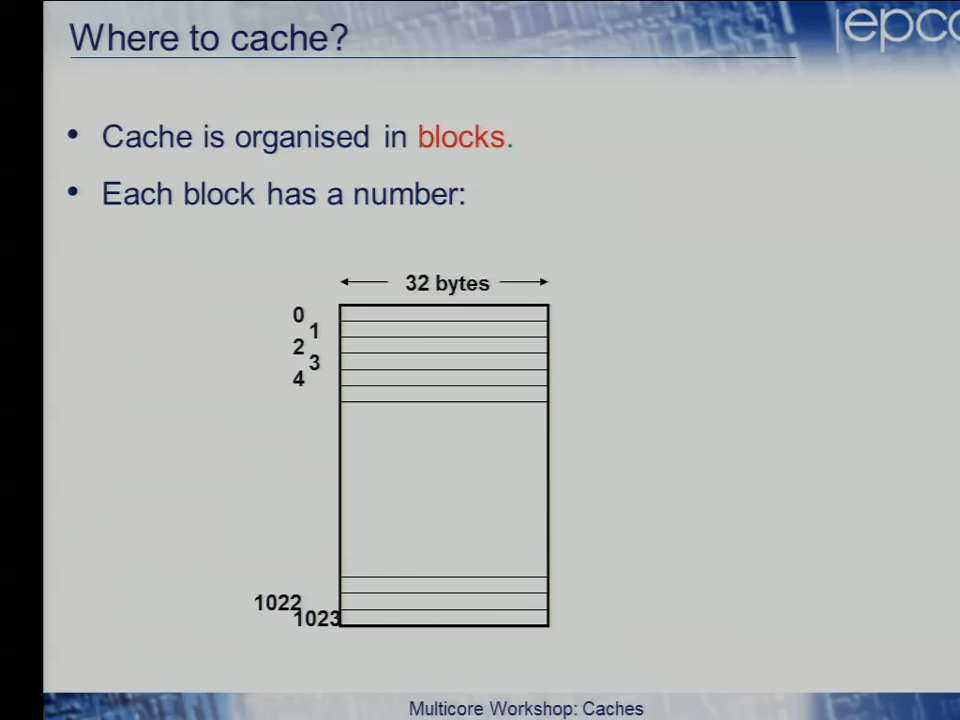 Where to cache?
|epcc
• Cache is organised in blocks.
• Each block has a number:
32 bytes
0
1
2
3
4
1022
1023
Multicore Workshop: Caches